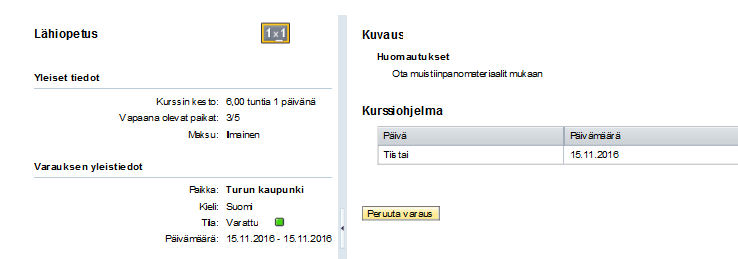 Lähiopetus
1x1
Yleiset tiedot
Kurssin kesto: 6,00 tuntia 1 päivänä
Vapaana olevat paikat: 3/5
Maksu: Ilmainen
Varauksen yleistiedot
Paikka: Turun kaupunki
Kieli: Suomi
Tila: Varattu
Päivämäärä: 15.11.2016 - 15.11.2016
Kuvaus
Huomautukset
Ota muistiinpanomateriaalit mukaan
Kurssiohjelma
Päivä Päivämäärä
Tiistai 15.11.2016
Peruuta varaus